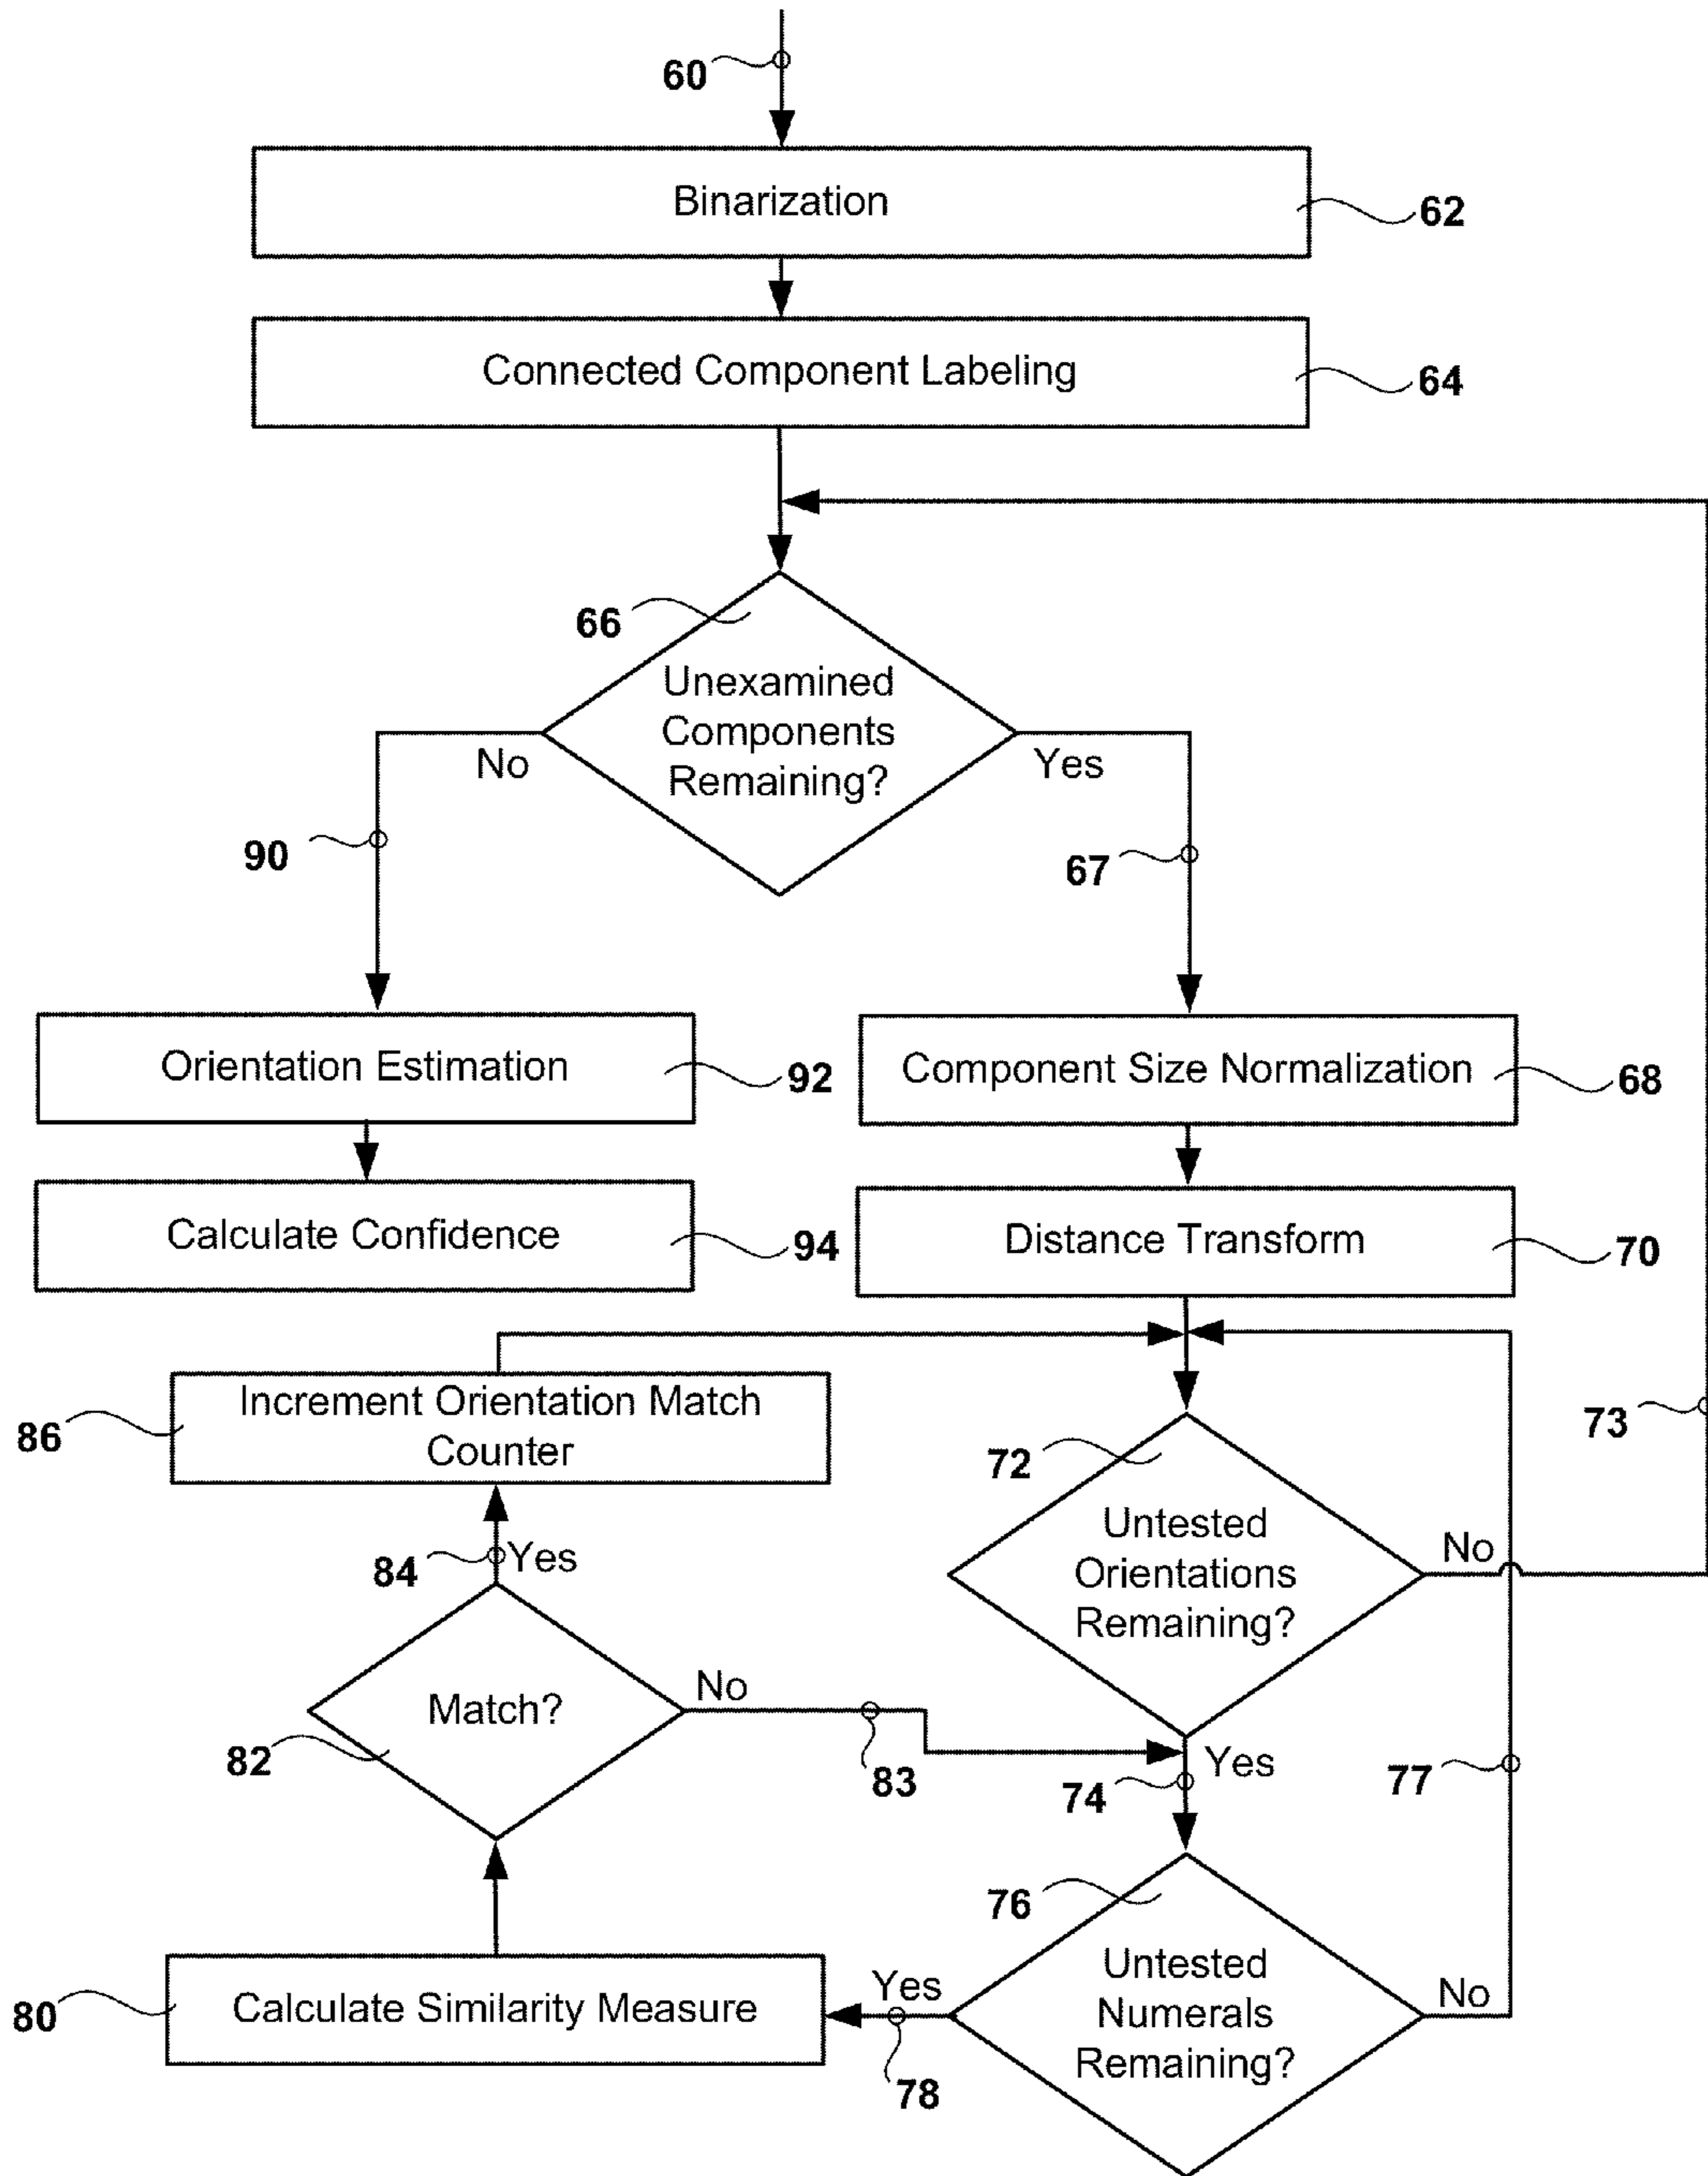 60
Binarization
62
Connected Component Labeling
64
66
Unexamined
Components
Remaining?
No
Yes
90
67
Orientation Estimation
92
Component Size Normalization
68
Calculate Confidence
94
Distance Transform
70
Increment Orientation Match
Counter
86
72
73
Untested
Orientations
Remaining?
No
84
Yes
Match?
No
82
83
Yes
74
77
76
Untested
Numerals
Remaining?
Yes
No
Calculate Similarity Measure
80
78